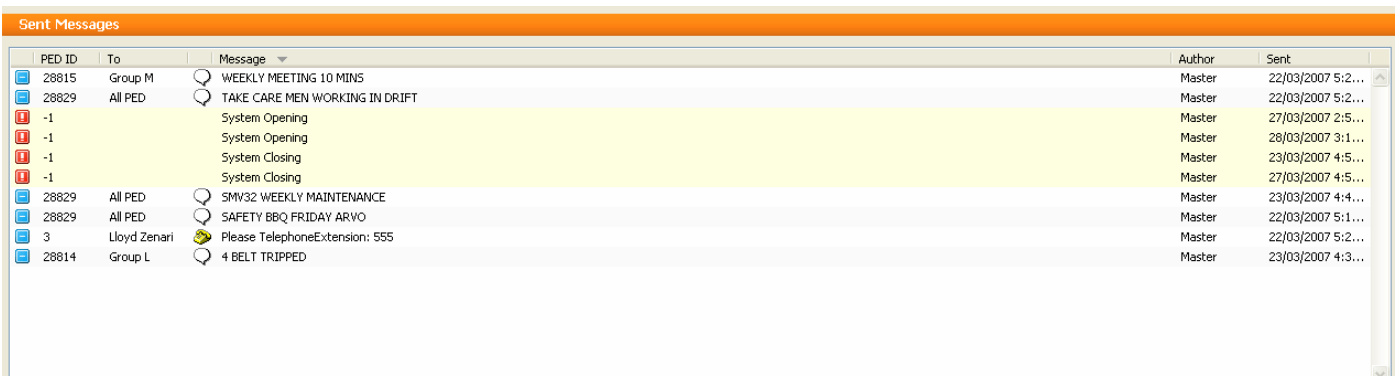 Sent Messages
PED ID To Message Author Sent
28815 Group M WEEKLY MEETING 10 MINS Master 22/03/2007 5:2...
28829 All PED TAKE CARE MEN WORKING IN DRIFT Master 22/03/2007 5:2...
-1 System Opening Master 27/03/2007 2:5...
-1 System Opening Master 28/03/2007 3:1...
-1 System Closing Master 23/03/2007 4:5...
-1 System Closing Master 27/03/2007 4:5...
28829 All PED SMV32 WEEKLY MAINTENANCE Master 23/03/2007 4:4...
28829 All PED SAFETY BBQ FRIDAY ARVO Master 22/03/2007 5:1...
3 Lloyd Zenari Please TelephoneExtension: 555 Master 22/03/2007 5:2...
28814 Group L 4 BELT TRIPPED Master 23/03/2007 4:3...